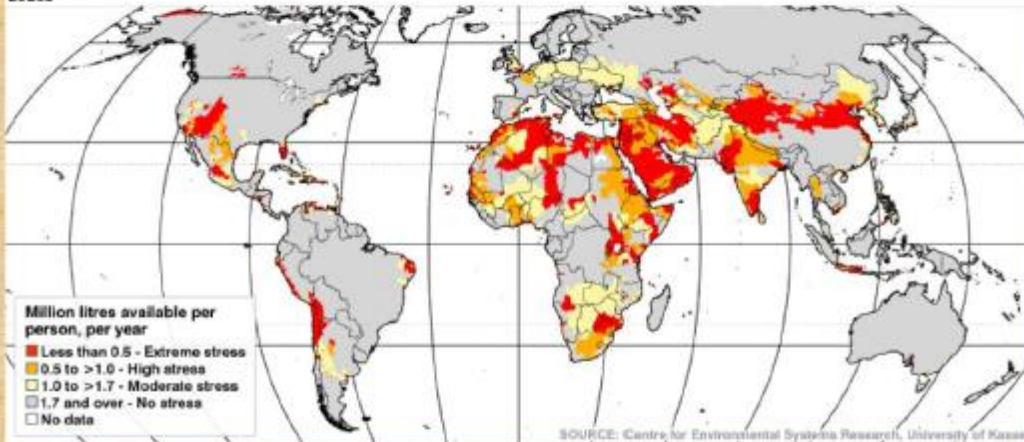 Million litres available per
person, per year
Less than 0.5 - Extreme stress
0.5 to >1.0 - High stress
1.0 to >1.7 - Moderate stress
1.7 and over - No stress
No data
SOURCE: Centre for Environmental Systems Research, University of Kassel